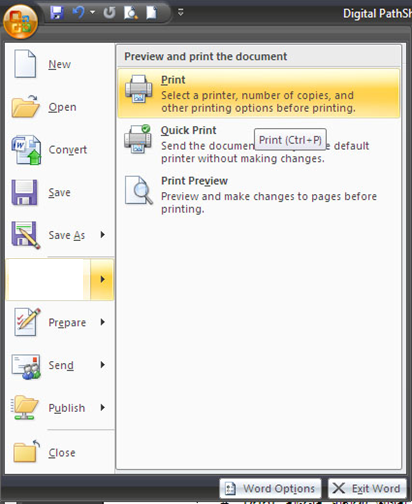 Digital PathSh
New
Open
Convert
Save
Save As
Prepare
Send
Publish
Close
Preview and print the document
Print
Select a printer, number of copies, and
other printing options before printing.
Quick Print
Send the documen default
printer without making changes.
Print (Ctrl+P)
Print Preview
Preview and make changes to pages before
printing.
Word Options
Exit Word